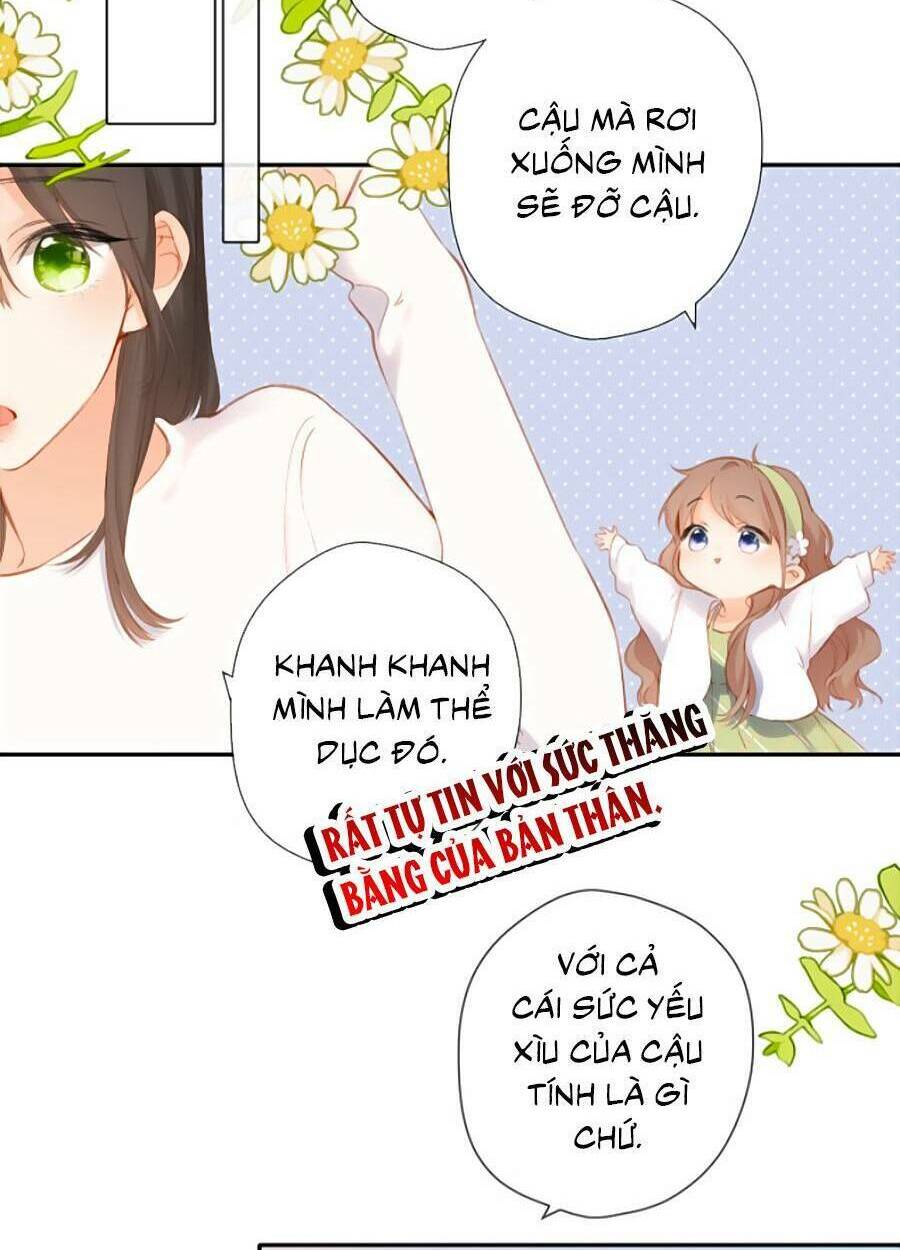 CẬU MÀ RƠI
XUỐNG MÌNH
SẼ ĐỠ CẬU.
KHANH KHANH
MÌNH LÀM THỂ
DỤC ĐÓ.
RẤT TỰ TIN VỚI SỨC THĂNG
BẰNG CỦA BẢN THÂN.
VỚI CẢ
CÁI SỨC YẾU
XÌU CỦA CẬU
TÍNH LÀ GÌ
CHỨ.